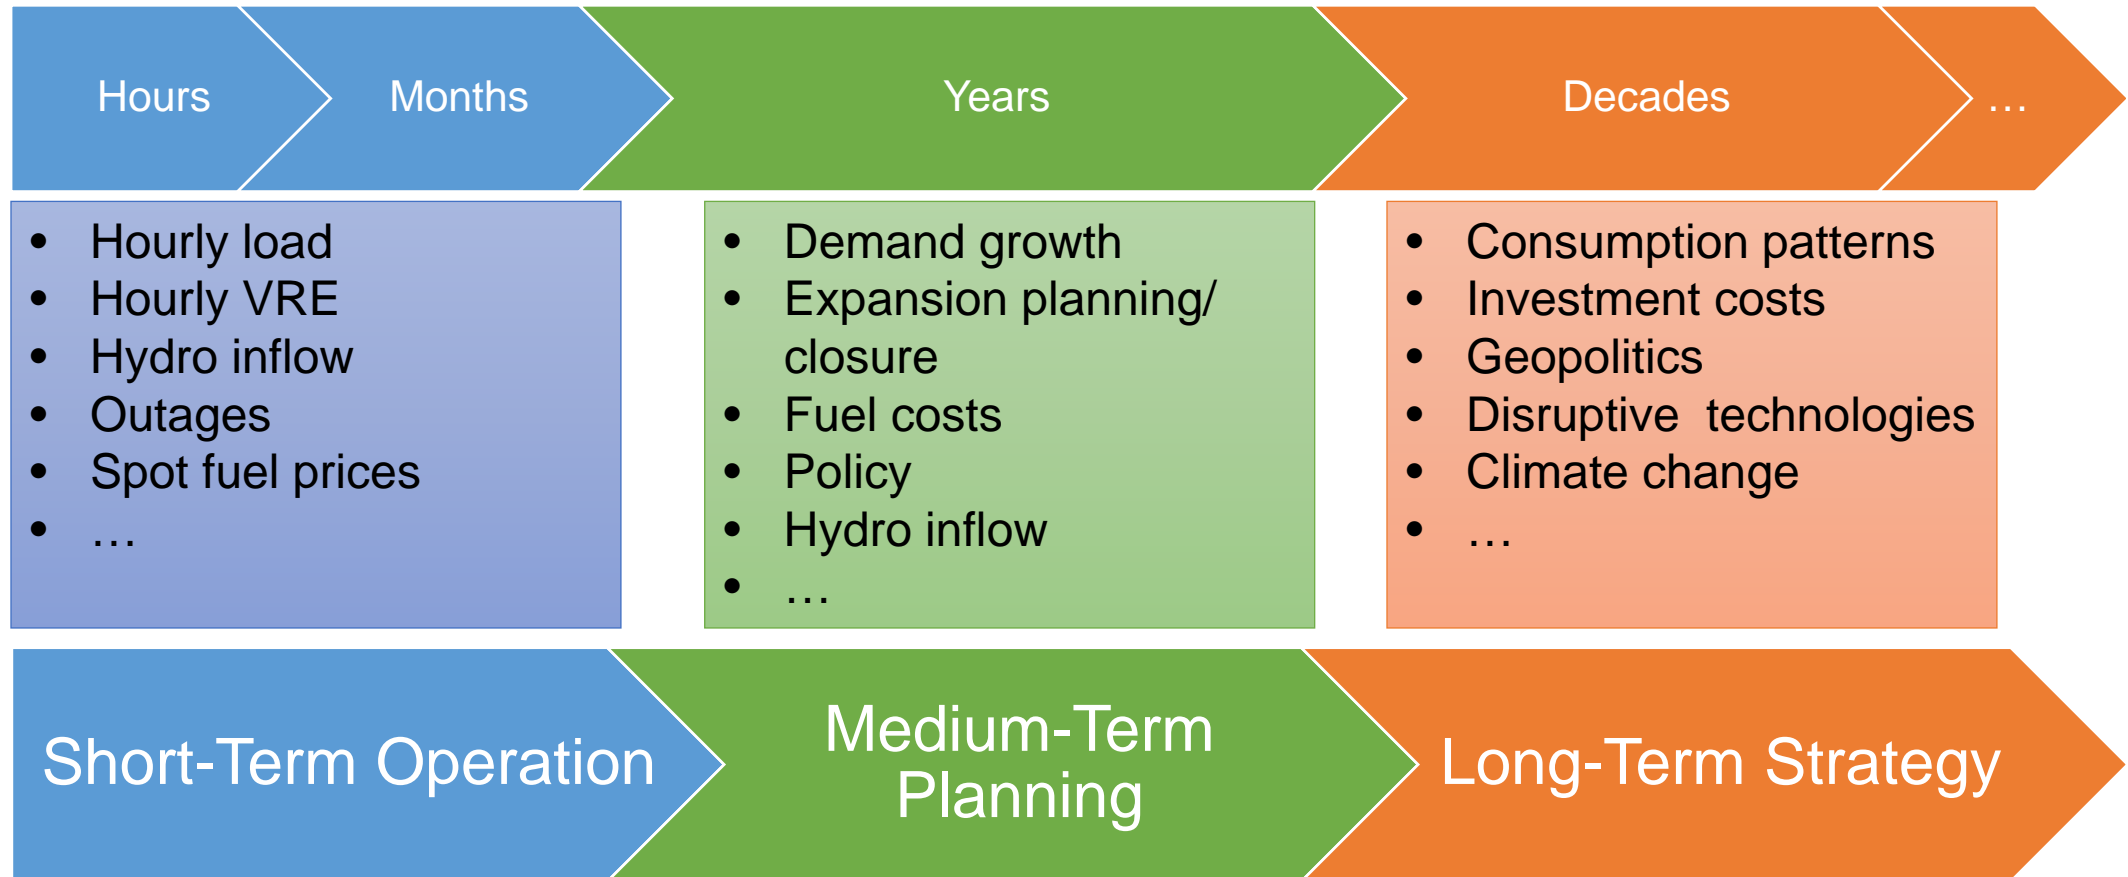 Hours
Months
Years
Decades
…
• Hourly load
• Hourly VRE
• Hydro inflow
• Outages
• Spot fuel prices
• …
• Demand growth
• Expansion planning/
closure
• Fuel costs
• Policy
• Hydro inflow
• …
• Consumption patterns
• Investment costs
• Geopolitics
• Disruptive  technologies
• Climate change
• …
Short-Term Operation
Medium-Term
Planning
Long-Term Strategy